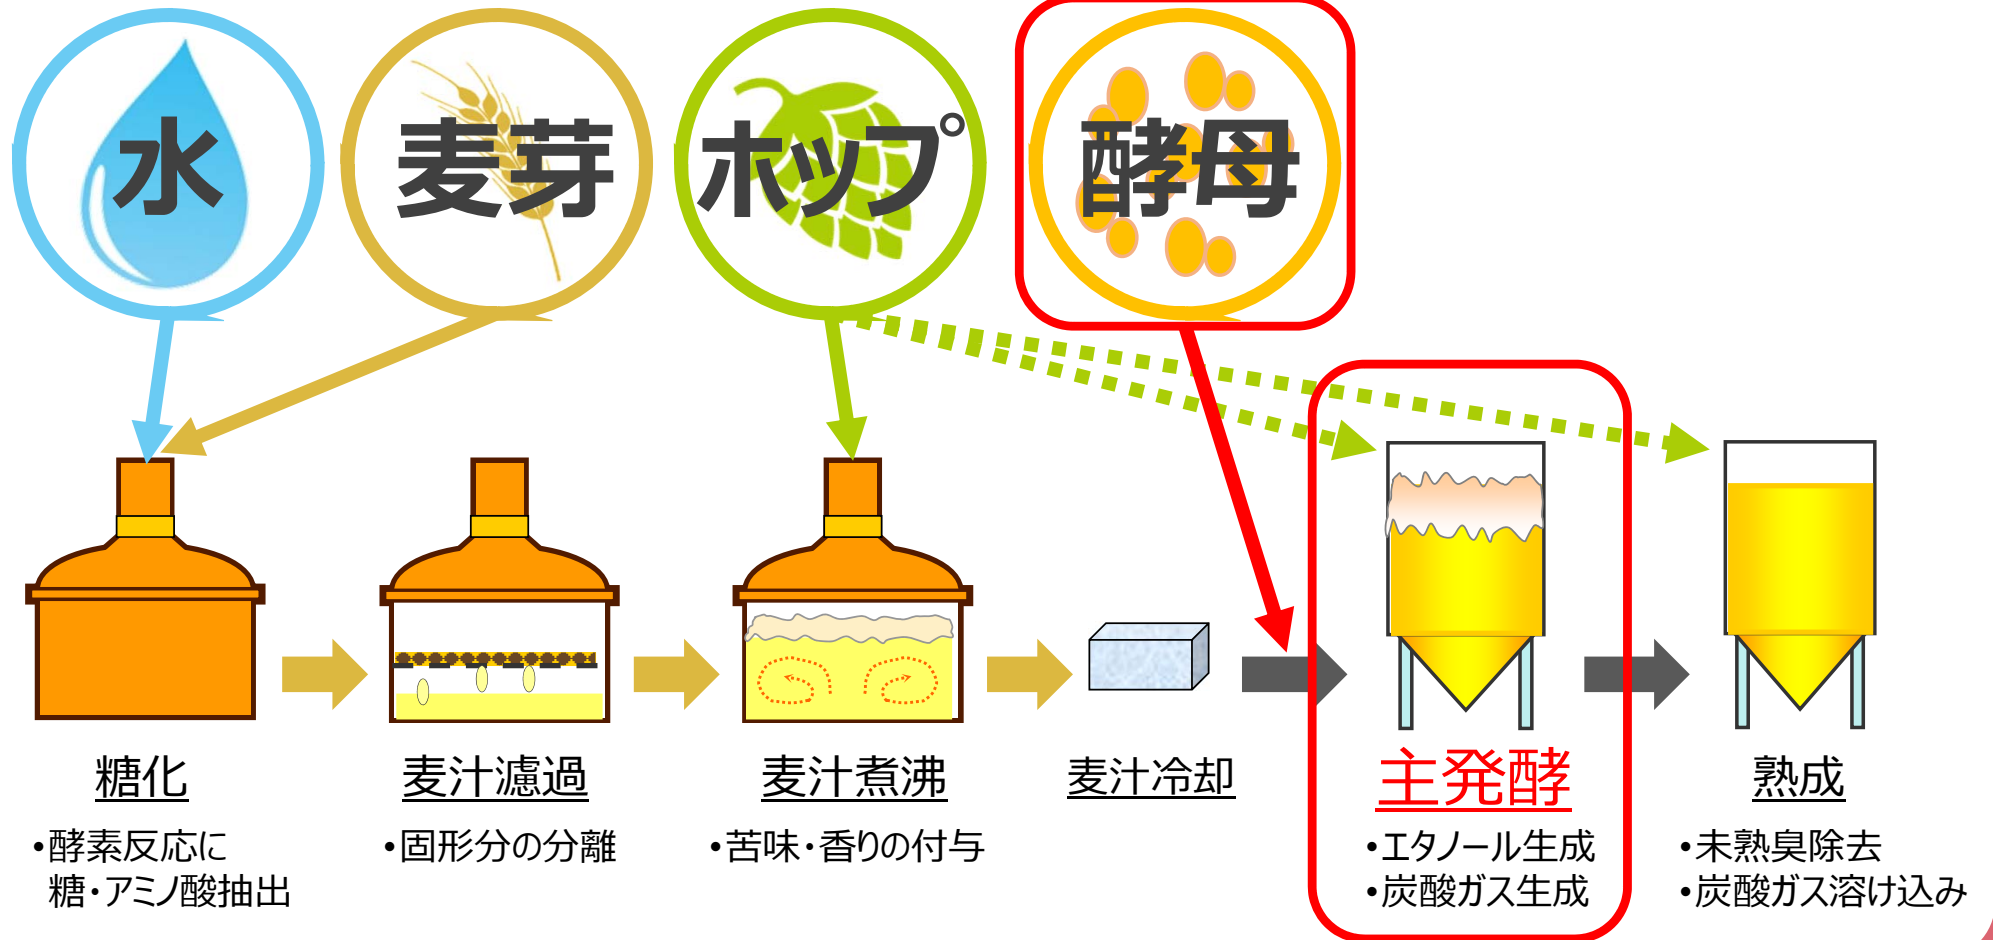 水
麦芽
ホップ
酵母
糖化
・酵素反応に
糖・アミノ酸抽出
麦汁濾過
・固形分の分離
麦汁煮沸
・苦味・香りの付与
麦汁冷却
主発酵
・エタノール生成
・炭酸ガス生成
熟成
・未熟臭除去
・炭酸ガス溶け込み